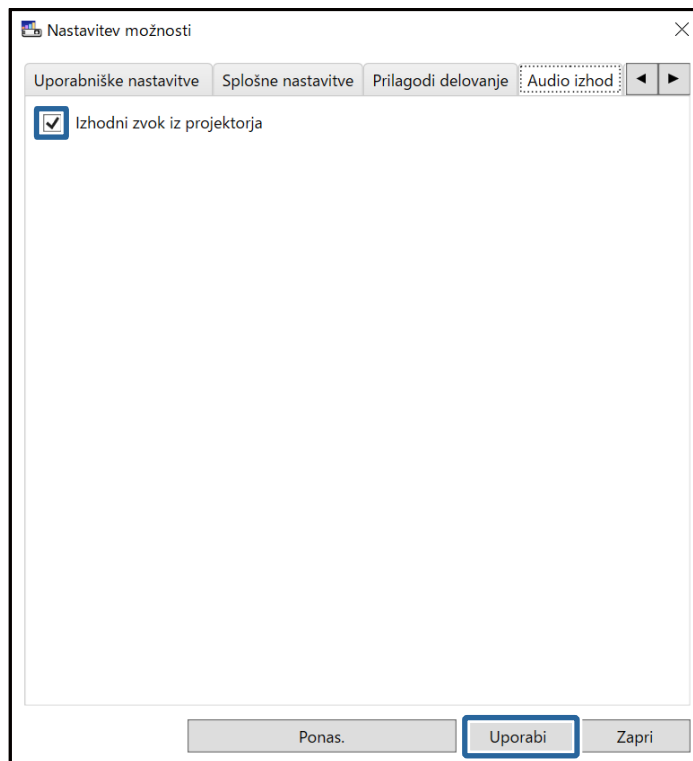 Nastavitev možnosti
Uporabniške nastavitve Splošne nastavitve Prilagodi delovanje Audio izhod
Izhodni zvok iz projektorja
Ponas. Uporabi Zapri